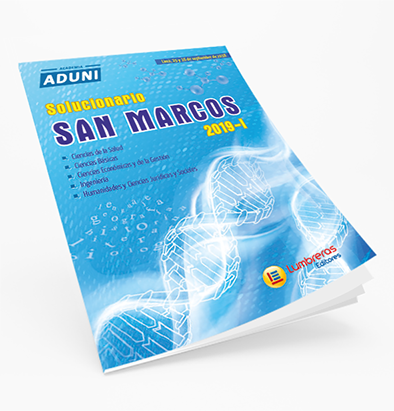 ACADEMIA
ADUNI
Solucionario
SAN MARCOS
2019-I
Ciencias de la Salud
Ciencias Básicas
Ciencias Económicas y de la Gestión
Ingeniería
Humanidades y Ciencias Jurídicas y Sociales
Lumbreras
Editores